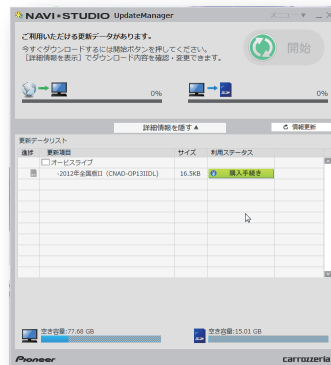 NAVI•STUDIO UpdateManager
メニュー ▼ _ ×
ご利用いただける更新データがあります。
今すぐダウンロードするには開始ボタンを押してください。
[詳細情報を表示] でダウンロード内容を確認・変更できます。
開始
0%
0%
詳細情報を隠す▲
情報更新
更新データリスト
進捗 更新項目 サイズ 利用ステータス
オービスライブ
-2012年全国版II (CNAD-OP13IIDL) 16.5KB 購入手続き
空き容量:77.68 GB
空き容量:15.01 GB
Pioneer
carrozzeria